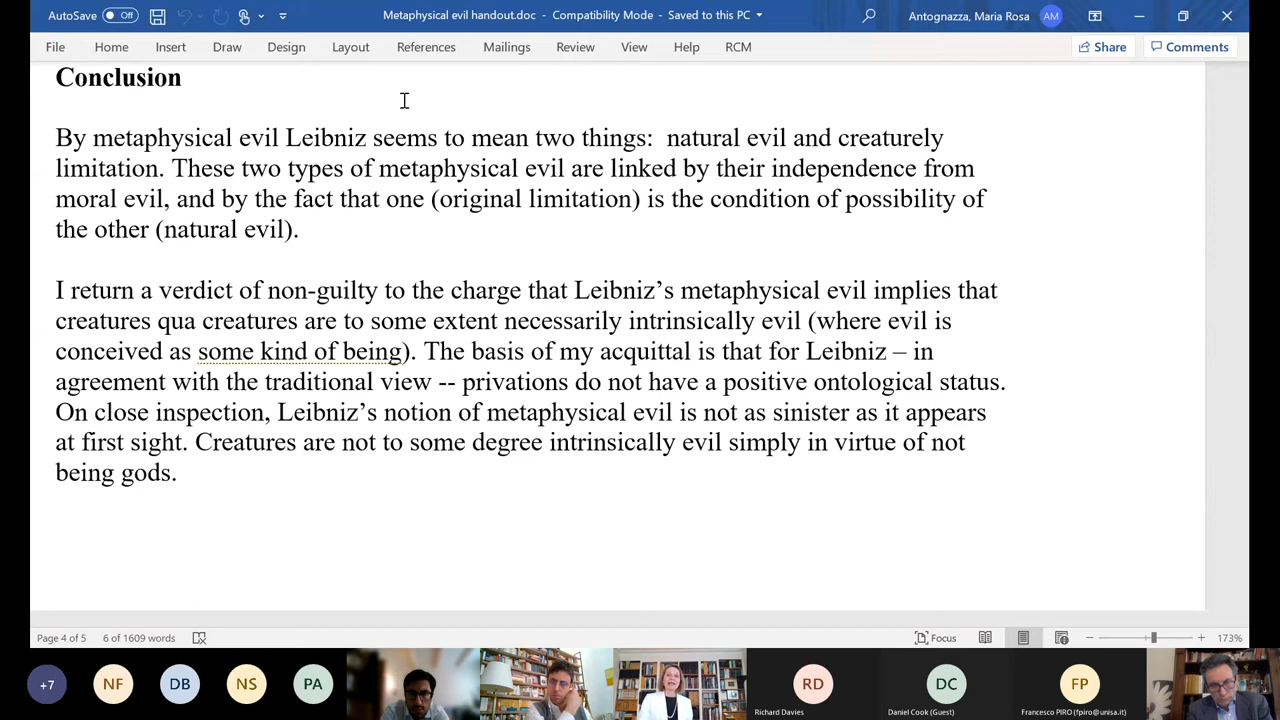 AutoSave Off Metaphysical evil handout.doc - Compatibility Mode - Saved to this PC Antognazza, Maria Rosa AM
File Home Insert Draw Design Layout References Mailings Review View Help RCM Share Comments
Conclusion
By metaphysical evil Leibniz seems to mean two things:  natural evil and creaturely
limitation. These two types of metaphysical evil are linked by their independence from
moral evil, and by the fact that one (original limitation) is the condition of possibility of
the other (natural evil).
I return a verdict of non-guilty to the charge that Leibniz’s metaphysical evil implies that
creatures qua creatures are to some extent necessarily intrinsically evil (where evil is
conceived as some kind of being). The basis of my acquittal is that for Leibniz – in
agreement with the traditional view -- privations do not have a positive ontological status.
On close inspection, Leibniz’s notion of metaphysical evil is not as sinister as it appears
at first sight. Creatures are not to some degree intrinsically evil simply in virtue of not
being gods.
Page 4 of 5 6 of 1609 words Focus 173%
+7 NF DB NS PA RD DC FP
Richard Davies Daniel Cook (Guest) Francesco PIRO (fpiro@unisa.it)